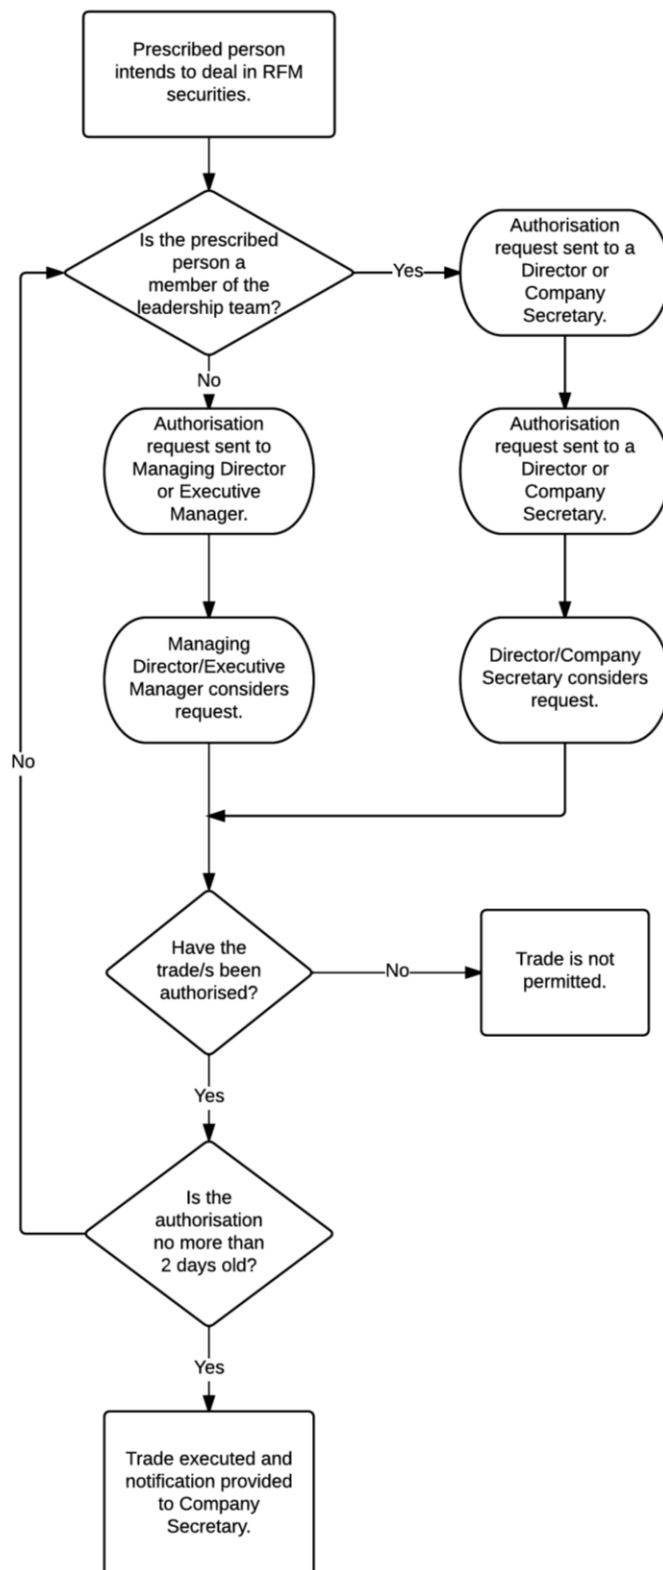 Prescribed person
intends to deal in RFM
securities.
Is the prescribed
person a
member of the
leadership team?
Yes
Authorisation
request sent to a
Director or
Company
Secretary.
No
Authorisation
request sent to
Managing Director
or Executive
Manager.
Authorisation
request sent to a
Director or
Company
Secretary.
Managing
Director/Executive
Manager considers
request.
Director/Company
Secretary considers
request.
No
Have the
trade/s been
authorised?
No
Trade is not
permitted.
Yes
Is the
authorisation
no more than
2 days old?
Yes
Trade executed and
notification provided
to Company
Secretary.